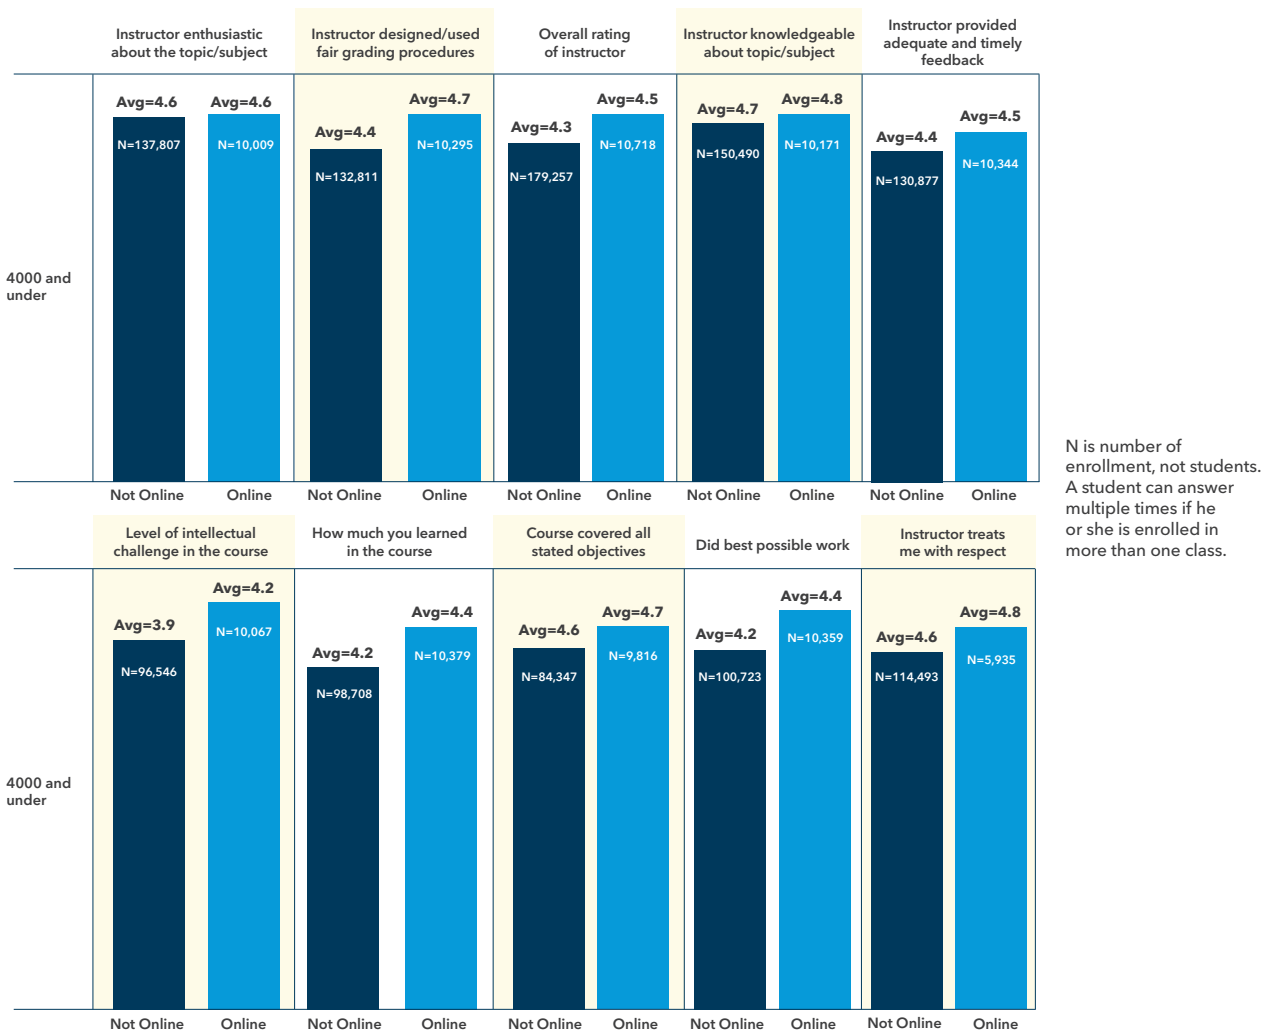 Instructor enthusiastic
about the topic/subject
Instructor designed/used
fair grading procedures
Overall rating
of instructor
Instructor knowledgeable
about topic/subject
Instructor provided
adequate and timely
feedback
4000 and
under
Avg=4.6
N=137,807
Avg=4.6
N=10,009
Avg=4.4
N=132,811
Avg=4.7
N=10,295
Avg=4.3
N=179,257
Avg=4.5
N=10,718
Avg=4.7
N=150,490
Avg=4.8
N=10,171
Avg=4.4
N=130,877
Avg=4.5
N=10,344
Not Online
Online
Not Online
Online
Not Online
Online
Not Online
Online
Not Online
Online
Level of intellectual
challenge in the course
How much you learned
in the course
Course covered all
stated objectives
Did best possible work
Instructor treats
me with respect
4000 and
under
Avg=3.9
N=96,546
Avg=4.2
N=10,067
Avg=4.2
N=98,708
Avg=4.4
N=10,379
Avg=4.6
N=84,347
Avg=4.7
N=9,816
Avg=4.2
N=100,723
Avg=4.4
N=10,359
Avg=4.6
N=114,493
Avg=4.8
N=5,935
Not Online
Online
Not Online
Online
Not Online
Online
Not Online
Online
Not Online
Online
N is number of
enrollment, not students.
A student can answer
multiple times if he
or she is enrolled in
more than one class.